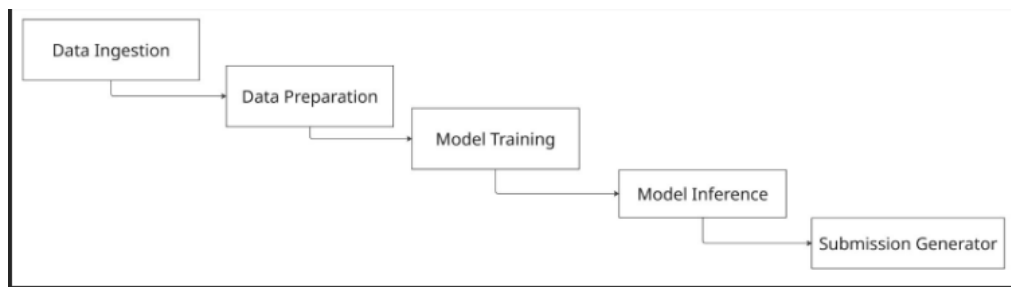 Data Ingestion
Data Preparation
Model Training
Model Inference
Submission Generator